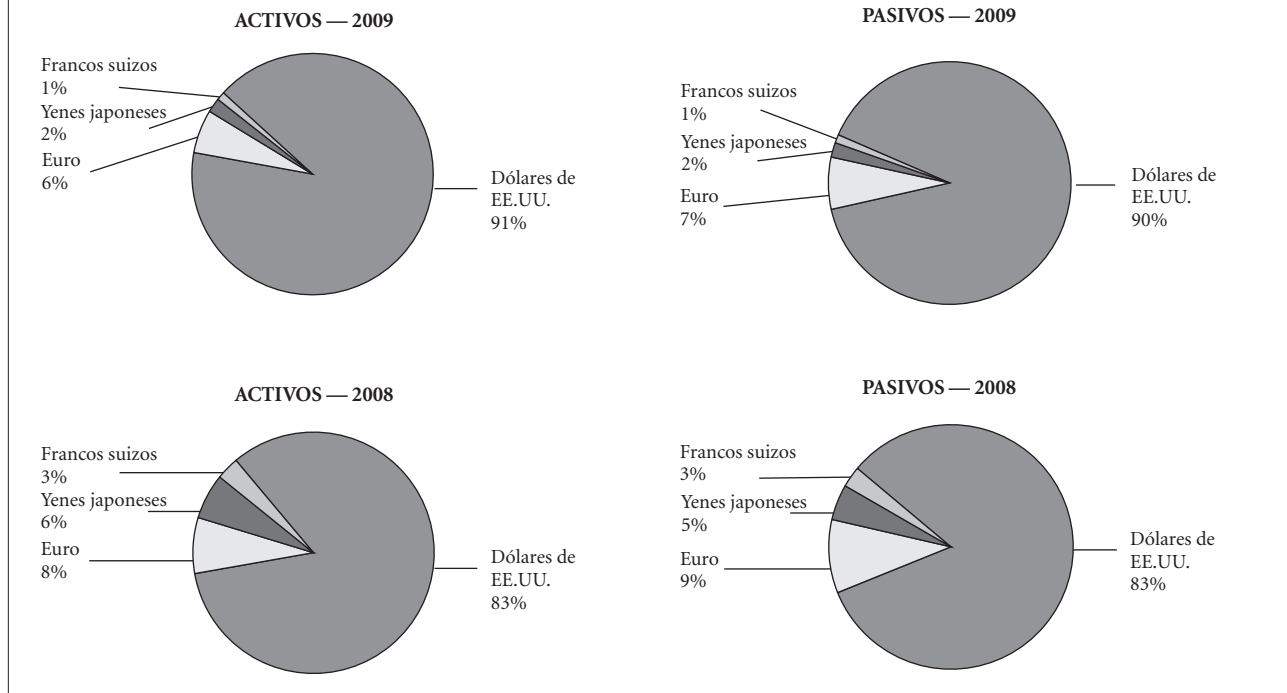 ACTIVOS — 2009
Francos suizos
1%
Yenes japoneses
2%
Euro
6%
Dólares de
EE.UU.
91%
PASIVOS — 2009
Francos suizos
1%
Yenes japoneses
2%
Euro
7%
Dólares de
EE.UU.
90%
ACTIVOS — 2008
Francos suizos
3%
Yenes japoneses
6%
Euro
8%
Dólares de
EE.UU.
83%
PASIVOS — 2008
Francos suizos
3%
Yenes japoneses
5%
Euro
9%
Dólares de
EE.UU.
83%